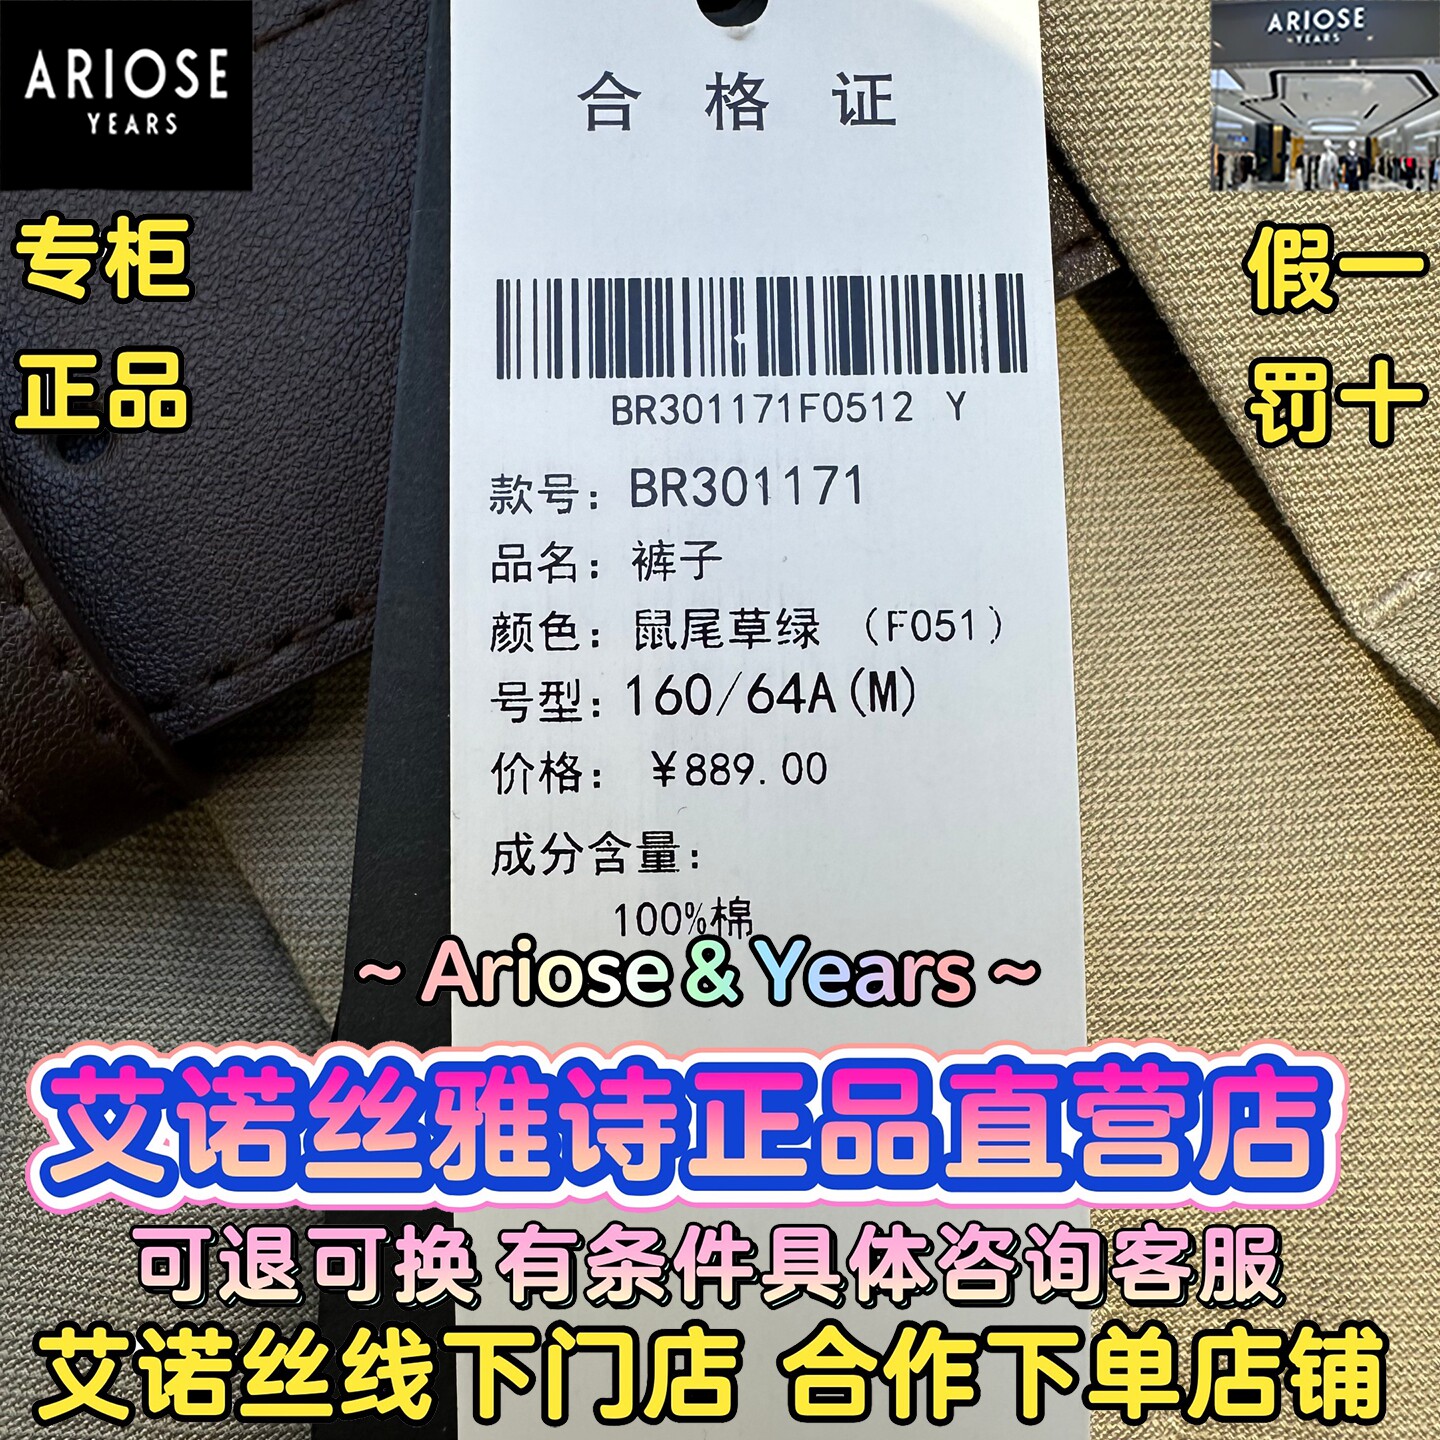 ARIOSE
YEARS
ARIOSE
YEARS
合格证
专柜
正品
假一
罚十
BR301171F0512 Y
款号：BR301171
品名：裤子
颜色：鼠尾草绿（F051）
号型：160/64A(M)
价格：￥889.00
成分含量：
100%棉
~ Ariose & Years ~
艾诺丝雅诗正品直营店
可退可换 有条件具体咨询客服
艾诺丝线下门店 合作下单店铺